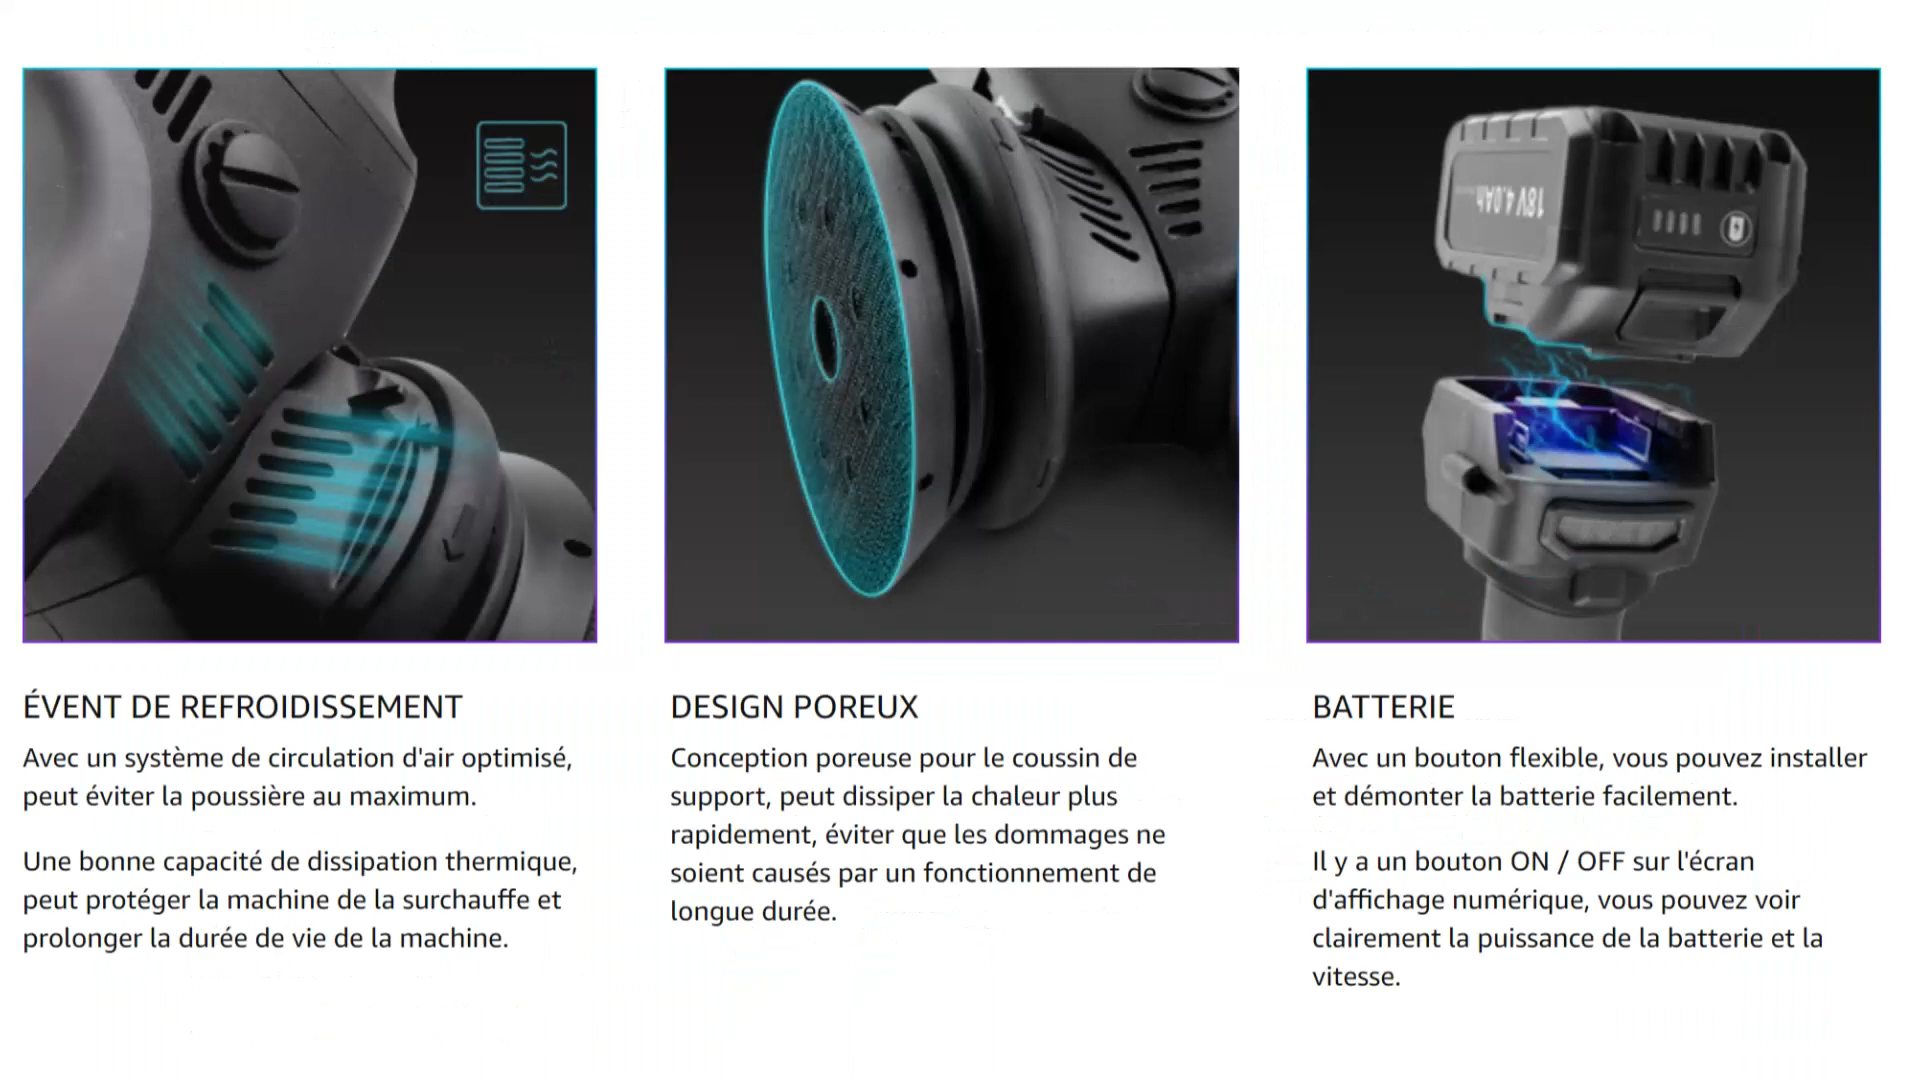 18V 4.0Ah
ÉVENT DE REFROIDISSEMENT
Avec un système de circulation d'air optimisé,
peut éviter la poussière au maximum.
Une bonne capacité de dissipation thermique,
peut protéger la machine de la surchauffe et
prolonger la durée de vie de la machine.
DESIGN POREUX
Conception poreuse pour le coussin de
support, peut dissiper la chaleur plus
rapidement, éviter que les dommages ne
soient causés par un fonctionnement de
longue durée.
BATTERIE
Avec un bouton flexible, vous pouvez installer
et démonter la batterie facilement.
Il y a un bouton ON / OFF sur l'écran
d'affichage numérique, vous pouvez voir
clairement la puissance de la batterie et la
vitesse.